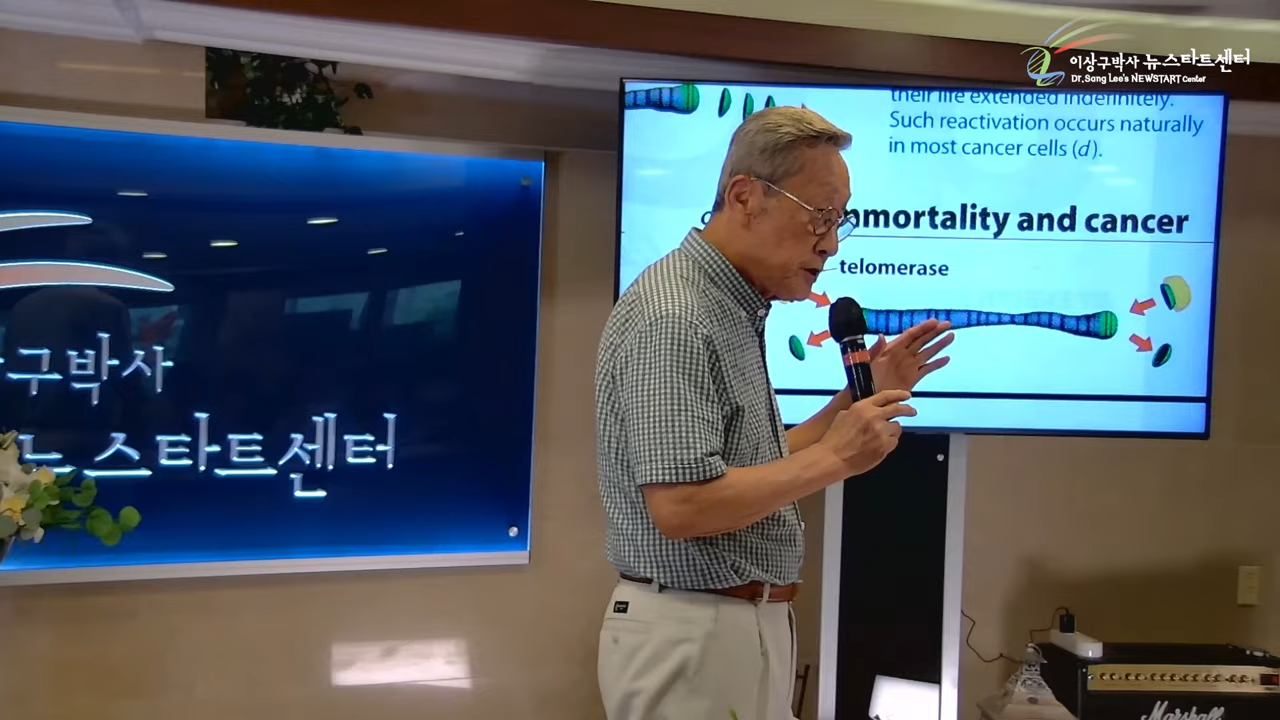 이상구박사 뉴스타트센터
Dr. Sang Lee's NEWSTART Center
their life extended indefinitely.
Such reactivation occurs naturally
in most cancer cells (d).
mmortality and cancer
telomerase
구박사
뉴스타트센터
Marshall